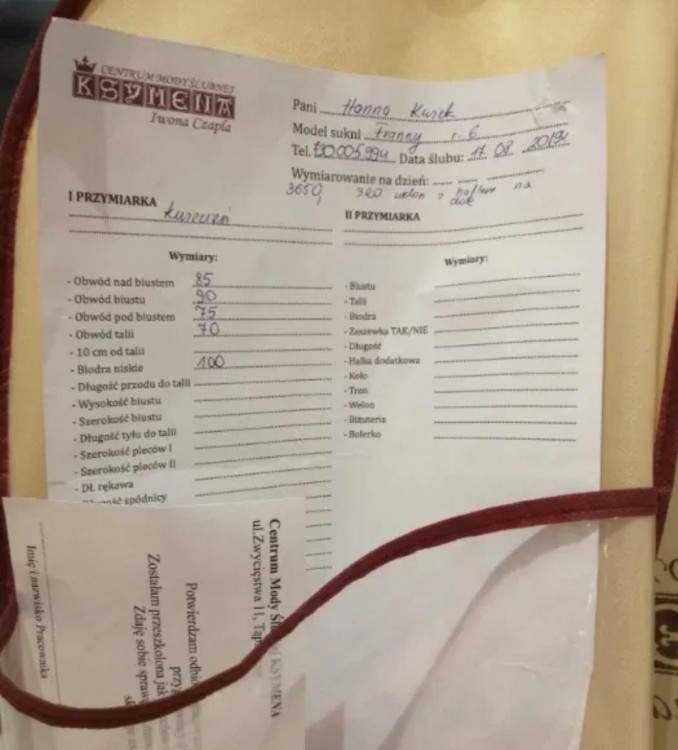 CENTRUM MODY ŚLUBNEJ
KSYMENA
Iwona Czapla
Pani Hanna Kwiek
Model sukni Franny r. 6
Tel. 730005994 Data ślubu: 17 08 2019r
Wymiarowanie na dzień:
3650, 320 welon z haftem na dole
I PRZYMIARKA kwiecień
Wymiary:
- Obwód nad biustem 85
- Obwód biustu 90
- Obwód pod biustem 75
- Obwód talii 70
- 10 cm od talii
- Biodra niskie 100
- Długość przodu do talii
- Wysokość biustu
- Szerokość biustu
- Długość tyłu do talii
- Szerokość pleców I
- Szerokość pleców II
- Dł. rękawa
spódnicy
II PRZYMIARKA
Wymiary:
- Biustu
- Talii
- Biodra
- Zaszewka TAK/NIE
- Długość
- Halka dodatkowa
- Koło
- Tren
- Welon
- Biżuteria
- Bolerko
Centrum Mody KSYMENA
ul.Zwycięstwa 11,
Potwierdzam
Zostałam przeszkolona
Zdaję sobie
Imię i nazwisko Pracownika